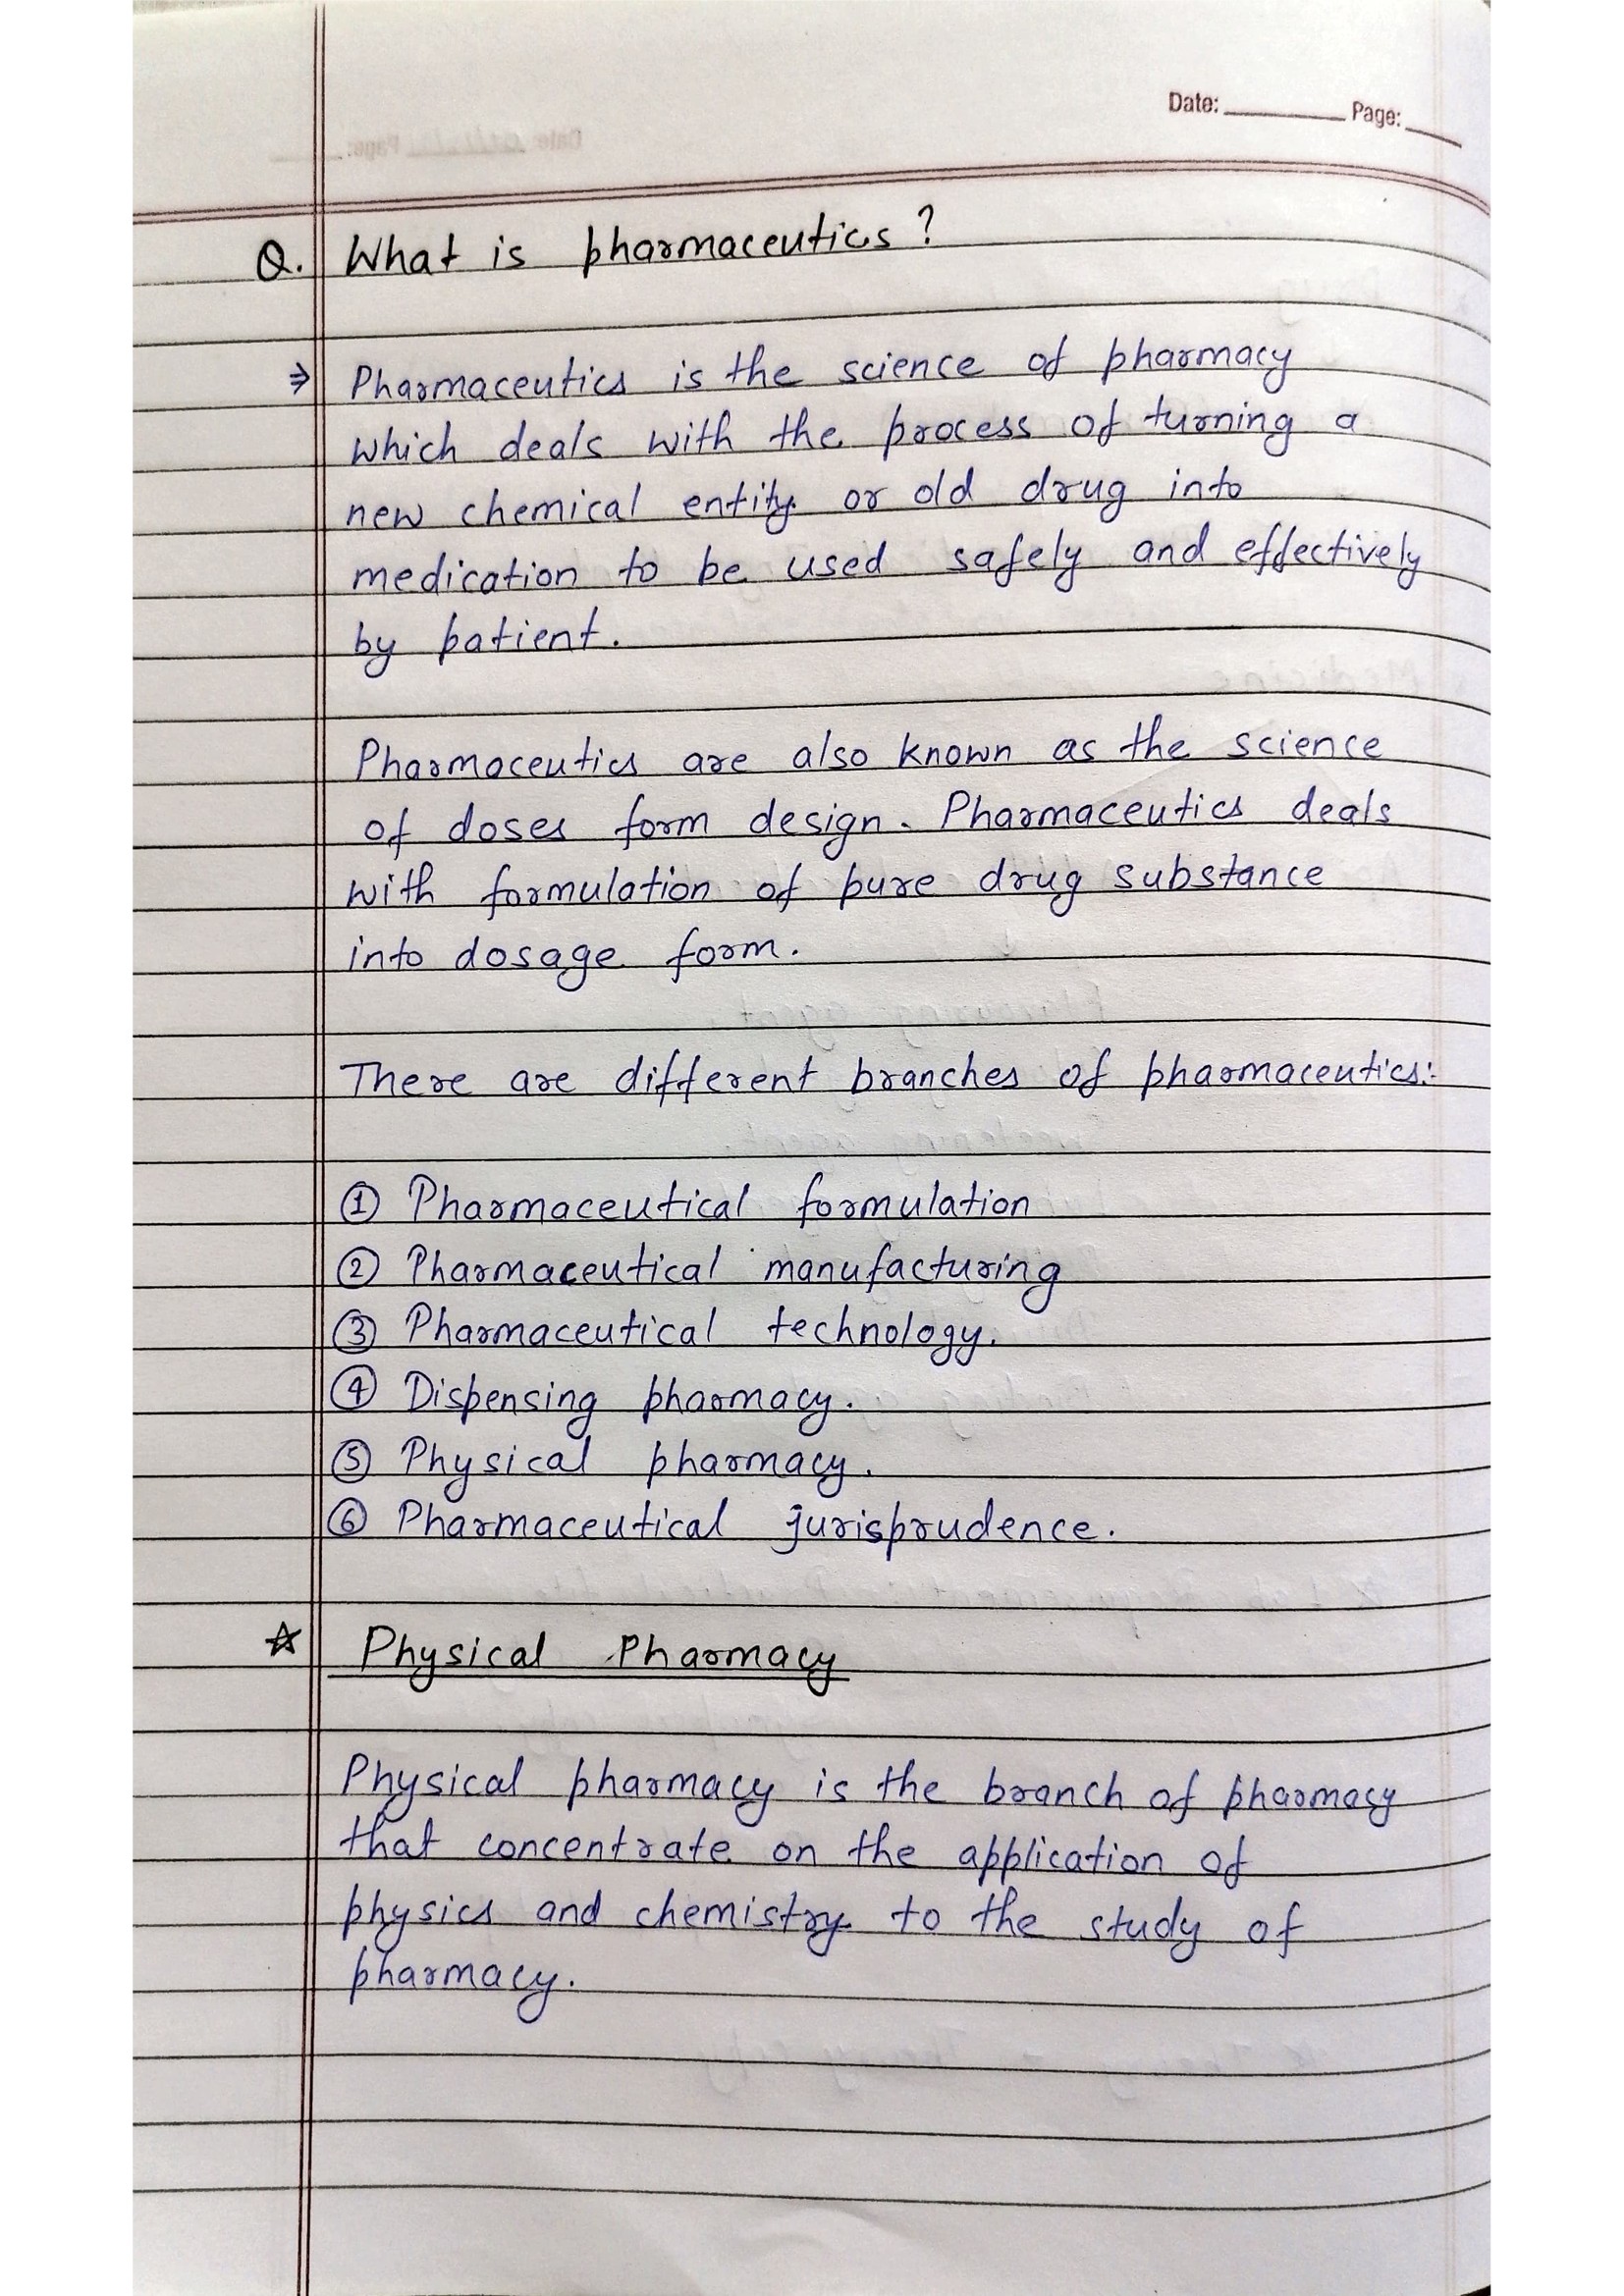 Date: Page:
Q. What is pharmaceutics?
⇒ Pharmaceutics is the science of pharmacy
which deals with the process of turning a
new chemical entity or old drug into
medication to be used safely and effectively
by patient.
Pharmaceutics are also known as the science
of doses form design. Pharmaceutics deals
with formulation of pure drug substance
into dosage form.
There are different branches of pharmaceutics:-
① Pharmaceutical formulation
② Pharmaceutical manufacturing
③ Pharmaceutical technology.
④ Dispensing pharmacy.
⑤ Physical pharmacy.
⑥ Pharmaceutical jurisprudence.
☆ Physical Pharmacy
Physical pharmacy is the branch of pharmacy
that concentrate on the application of
physics and chemistry to the study of
pharmacy.